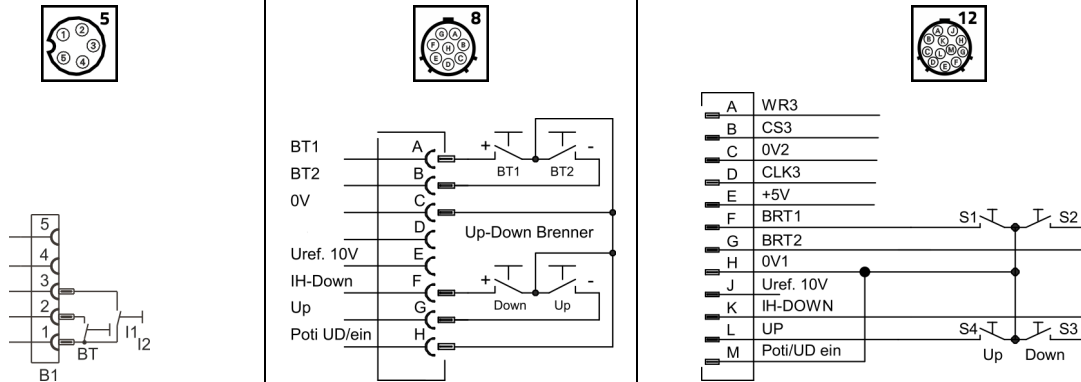 5
1
2
3
4
5
5
4
3
2
1
BT
I1
I2
B1
8
G
A
F
H
B
E
C
D
BT1
BT2
0V
Uref. 10V
IH-Down
Up
Poti UD/ein
A
B
C
D
E
F
G
H
+
-
BT1
BT2
Up-Down Brenner
+
-
Down
Up
12
A
J
B
K
H
C
L
M
G
D
E
F
A WR3
B CS3
C 0V2
D CLK3
E +5V
F BRT1
G BRT2
H 0V1
J Uref. 10V
K IH-DOWN
L UP
M Poti/UD ein
S1
S2
S4
S3
Up
Down